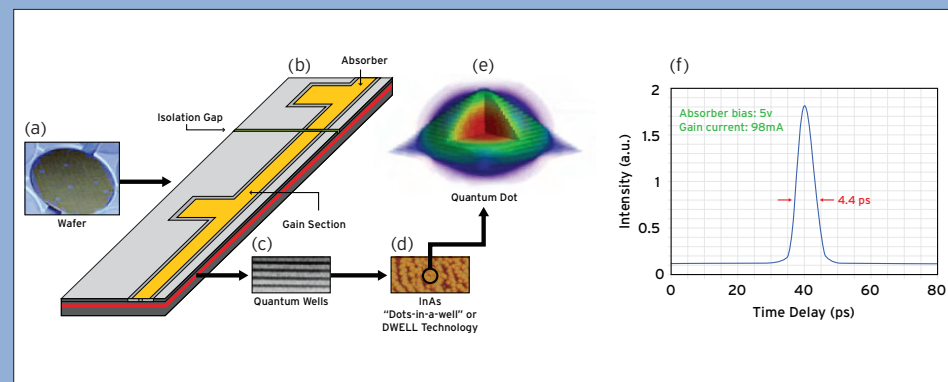 (a)
Wafer
(b)
Absorber
Isolation Gap
Gain Section
(c)
Quantum Wells
(d)
InAs
“Dots-in-a-well” or
DWELL Technology
(e)
Quantum Dot
(f)
Absorber bias: 5v
Gain current: 98mA
4.4 ps
Intensity (a.u.)
2
1.5
1
0.5
0
0
20
40
60
80
Time Delay (ps)